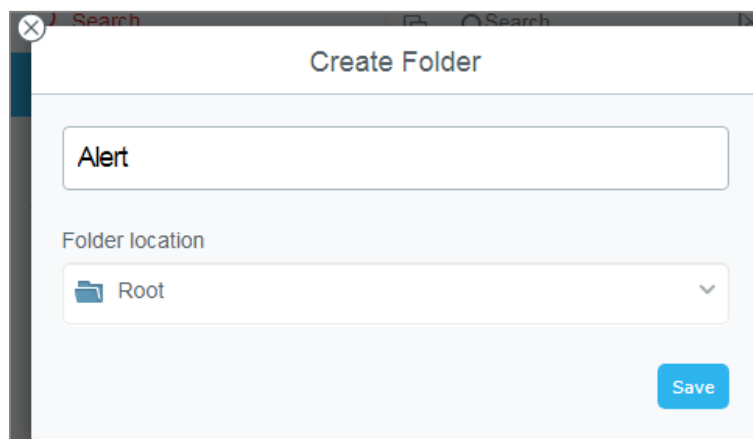 Search
Search
Create Folder
Alert
Folder location
Root
Save